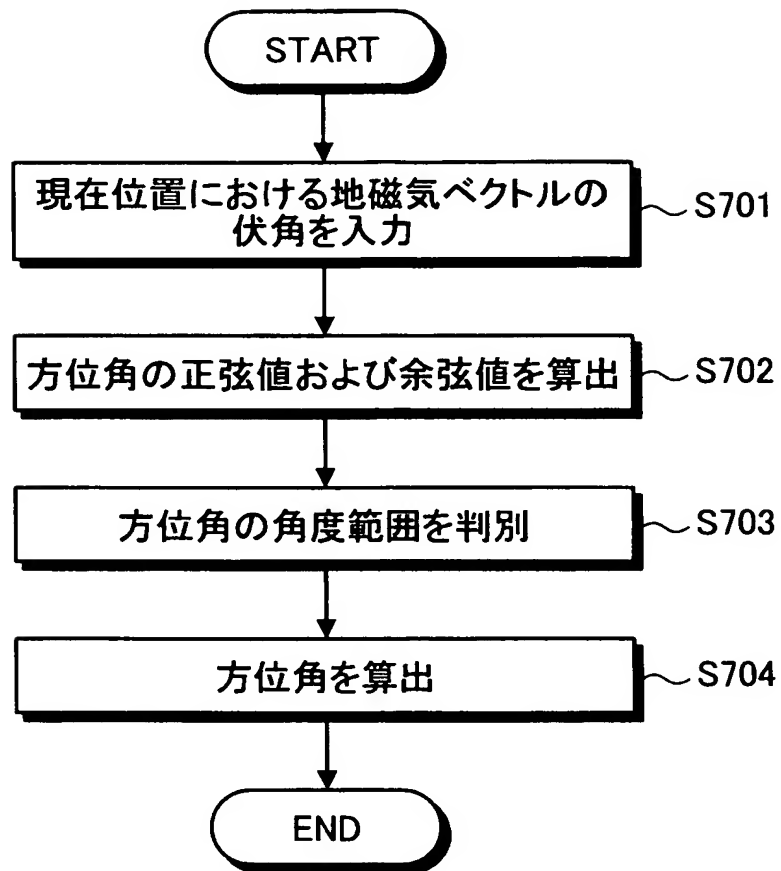 START
現在位置における地磁気ベクトルの
伏角を入力
S701
方位角の正弦値および余弦値を算出
S702
方位角の角度範囲を判別
S703
方位角を算出
S704
END